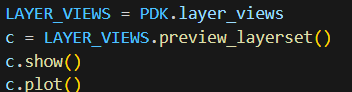 LAYER_VIEWS = PDK.layer_views
c = LAYER_VIEWS.preview_layerset()
c.show()
c.plot()